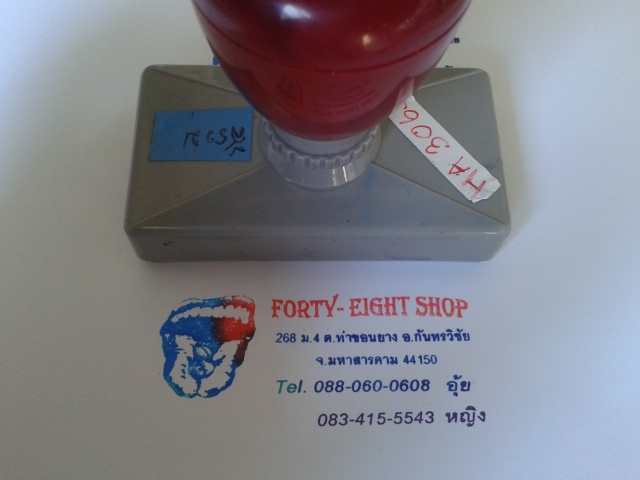 HA 306
FORTY-EIGHT SHOP
268 ม.4 ต.ท่าขอนยาง อ.กันทรวิชัย
จ.มหาสารคาม 44150
Tel. 088-060-0608 อุ้ย
083-415-5543 หญิง